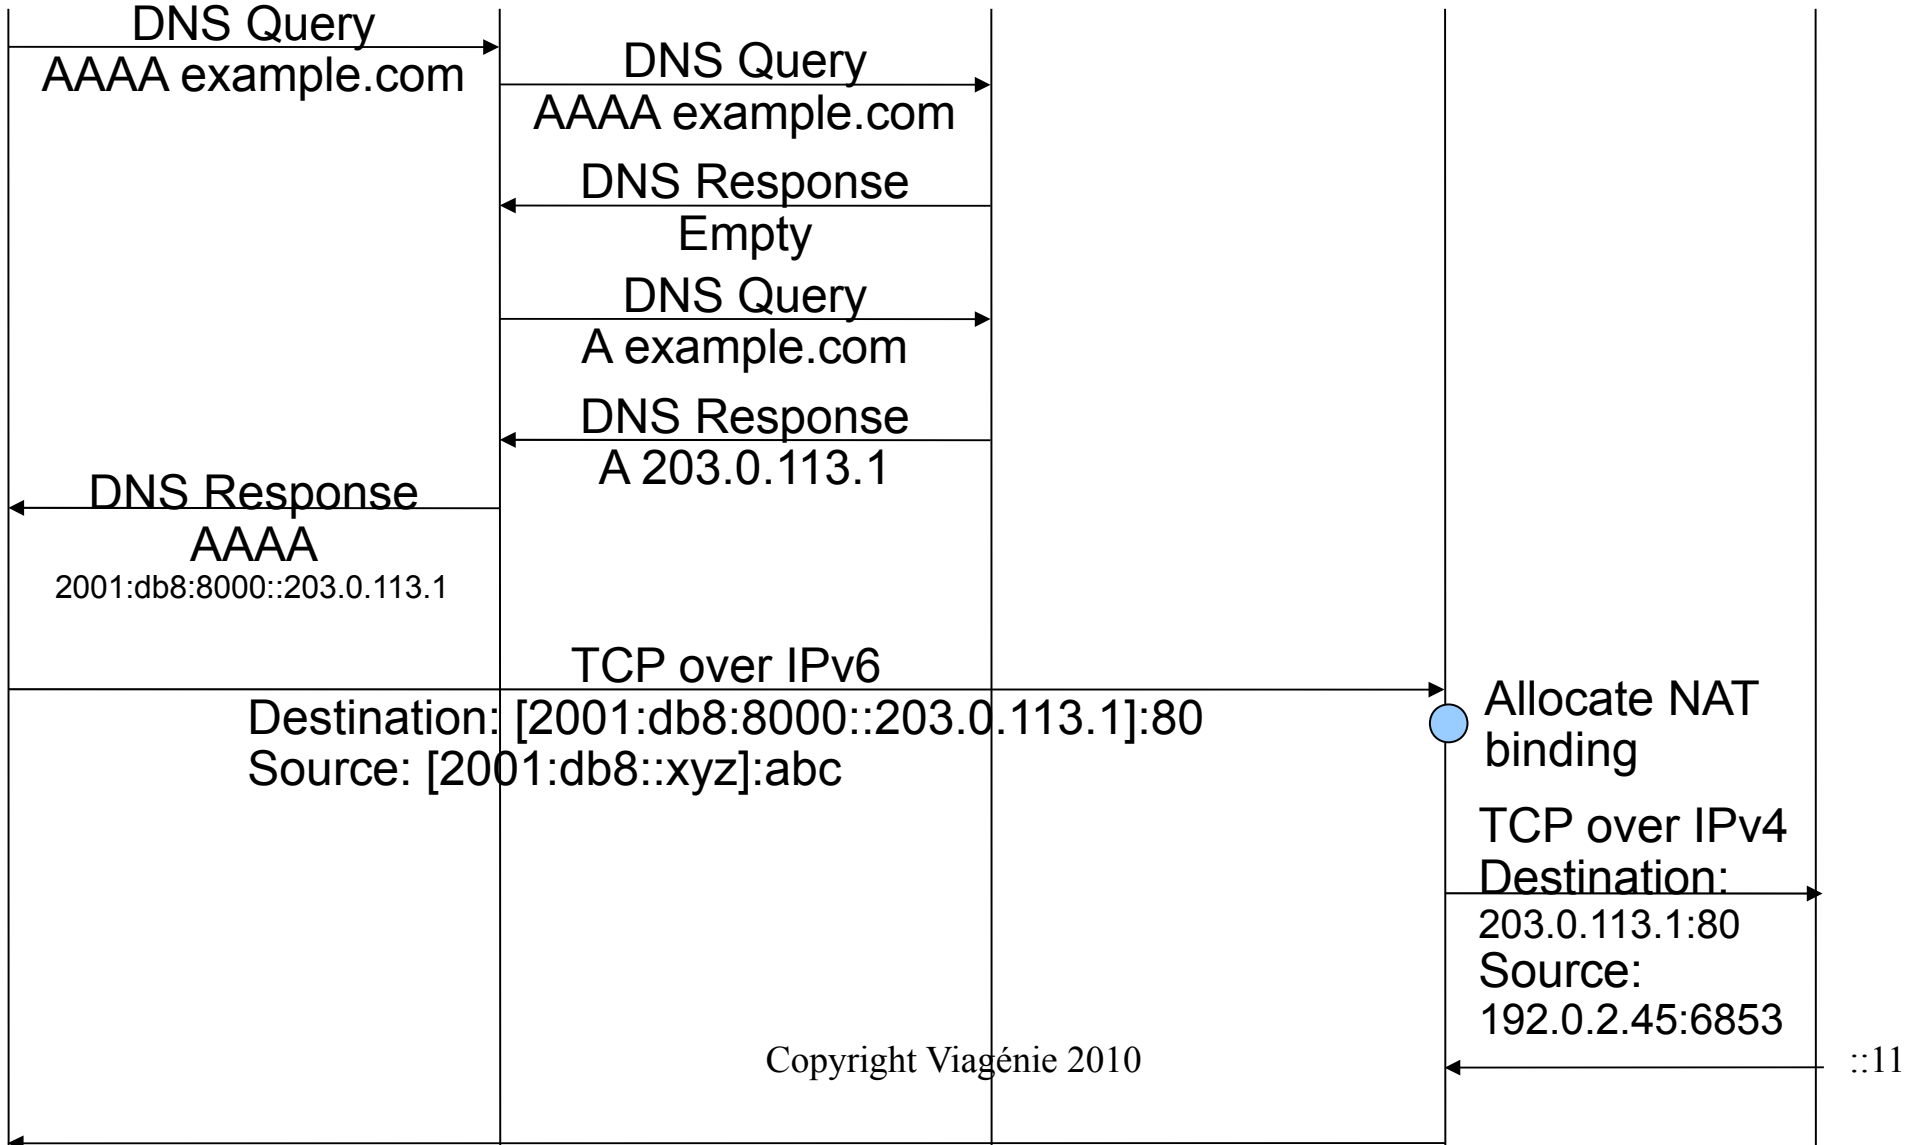 DNS Query
AAAA example.com
DNS Query
AAAA example.com
DNS Response
Empty
DNS Query
A example.com
DNS Response
A 203.0.113.1
DNS Response
AAAA
2001:db8:8000::203.0.113.1
TCP over IPv6
Destination: [2001:db8:8000::203.0.113.1]:80
Source: [2001:db8::xyz]:abc
Allocate NAT
binding
TCP over IPv4
Destination:
203.0.113.1:80
Source:
192.0.2.45:6853
Copyright Viagénie 2010
::11